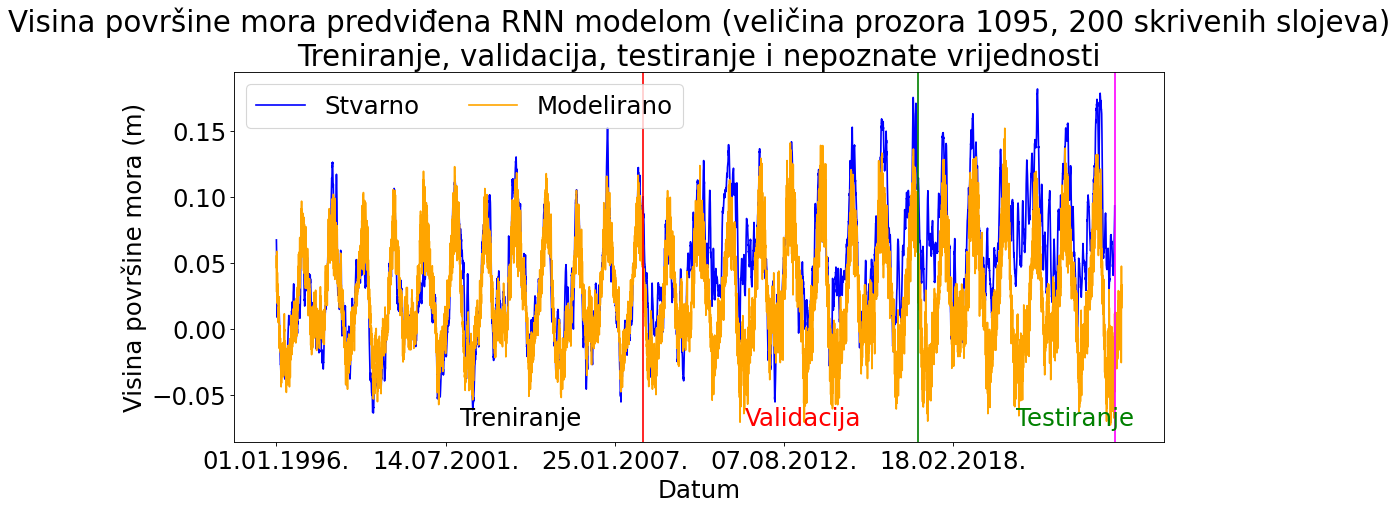 Visina površine mora predviđena RNN modelom (veličina prozora 1095, 200 skrivenih slojeva)
Treniranje, validacija, testiranje i nepoznate vrijednosti
Stvarno
Modelirano
Visina površine mora (m)
0.15
0.10
0.05
0.00
−0.05
Treniranje
Validacija
Testiranje
01.01.1996.
14.07.2001.
25.01.2007.
07.08.2012.
18.02.2018.
Datum